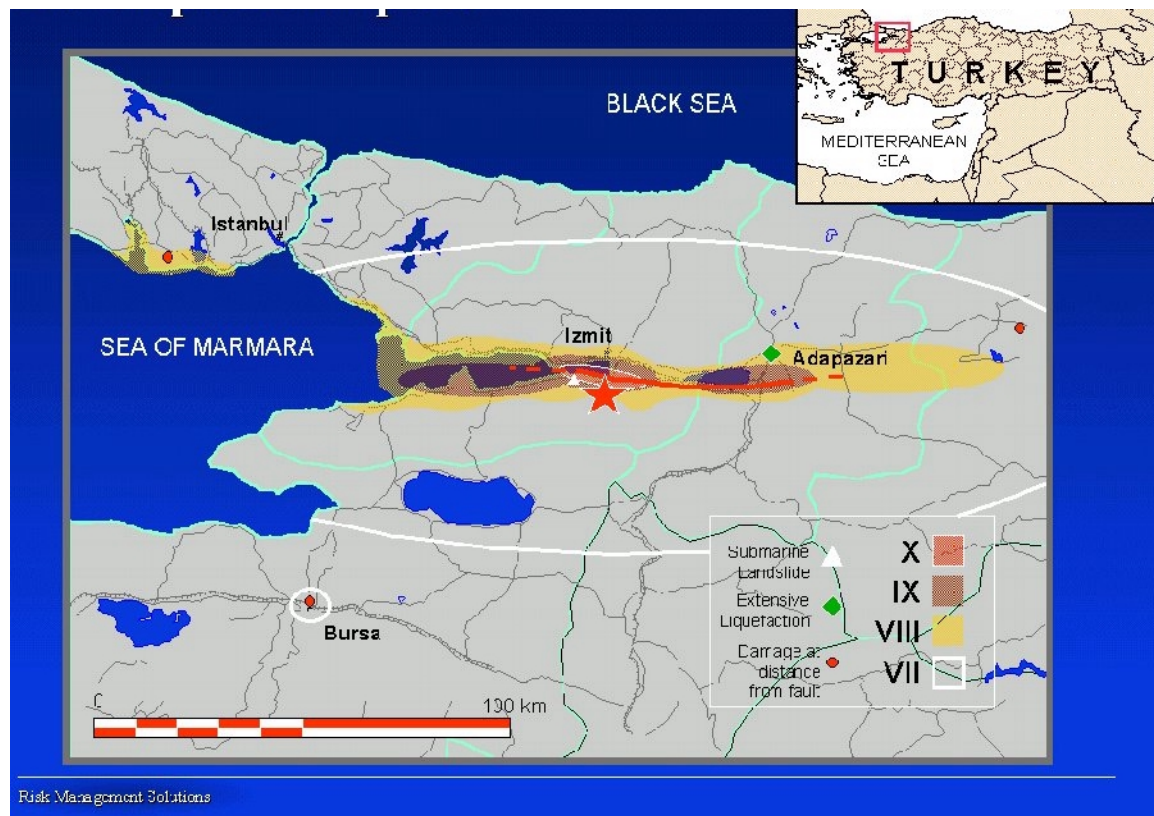 BLACK SEA
TURKEY
MEDITERRANEAN
SEA
Istanbul
SEA OF MARMARA
Izmit
Adapazari
Submarine
Landslide
X
Extensive
Liquefaction
IX
VIII
Damage at
distance
from fault
VII
Bursa
0
100 km
Risk Management Solutions